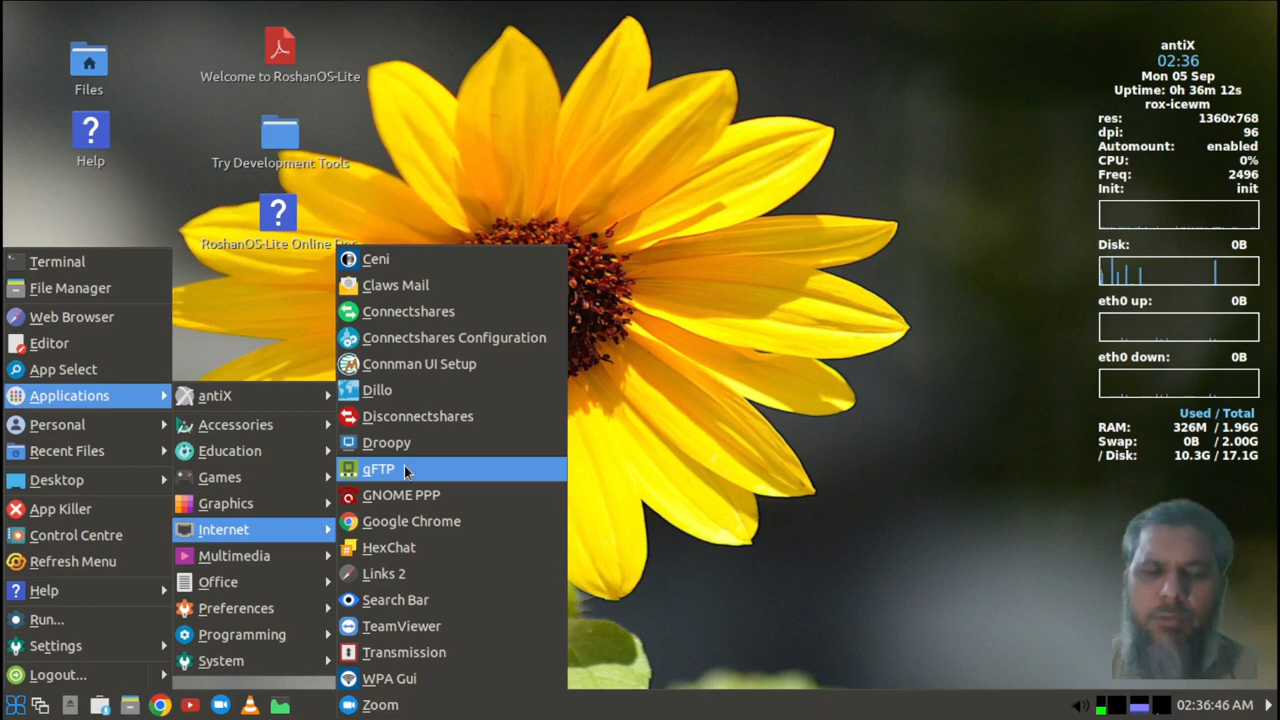 Files
Help
Welcome to RoshanOS-Lite
Try Development Tools
RoshanOS-Lite Online
Terminal
File Manager
Web Browser
Editor
App Select
Applications
Personal
Recent Files
Desktop
App Killer
Control Centre
Refresh Menu
Help
Run...
Settings
Logout...
antiX
Accessories
Education
Games
Graphics
Internet
Multimedia
Office
Preferences
Programming
System
Ceni
Claws Mail
Connectshares
Connectshares Configuration
Connman UI Setup
Dillo
Disconnectshares
Droopy
gFTP
GNOME PPP
Google Chrome
HexChat
Links 2
Search Bar
TeamViewer
Transmission
WPA Gui
Zoom
antiX
02:36
Mon 05 Sep
Uptime: 0h 36m 12s
rox-icewm
res: 1360x768
dpi: 96
Automount: enabled
CPU: 0%
Freq: 2496
Init: init
Disk: 0B
eth0 up: 0B
eth0 down: 0B
Used / Total
RAM: 326M / 1.96G
Swap: 0B / 2.00G
/ Disk: 10.3G / 17.1G
02:36:46 AM